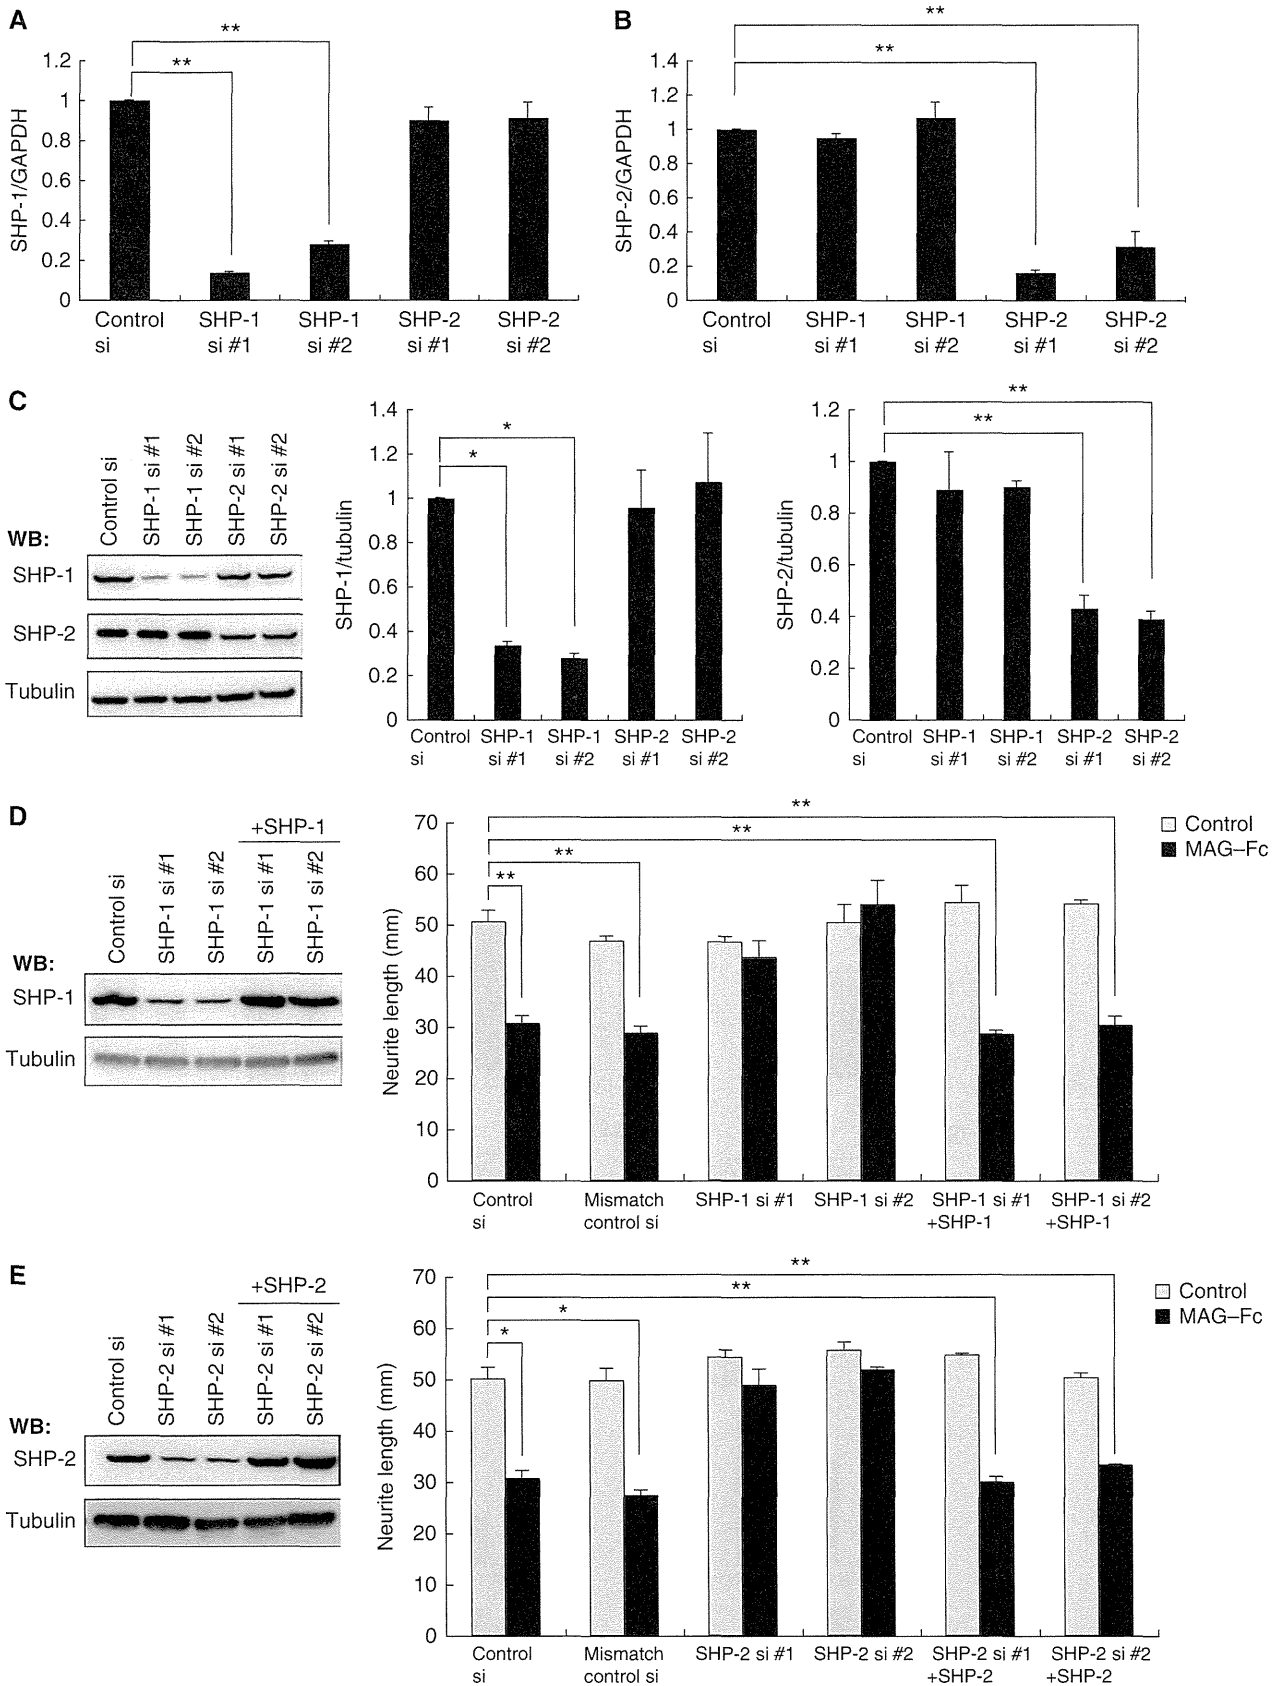 A
**
**
SHP-1/GAPDH
1.2
1
0.8
0.6
0.4
0.2
0
Control si
SHP-1 si #1
SHP-1 si #2
SHP-2 si #1
SHP-2 si #2
B
**
**
SHP-2/GAPDH
1.4
1.2
1
0.8
0.6
0.4
0.2
0
Control si
SHP-1 si #1
SHP-1 si #2
SHP-2 si #1
SHP-2 si #2
C
Control si
SHP-1 si #1
SHP-1 si #2
SHP-2 si #1
SHP-2 si #2
WB:
SHP-1
SHP-2
Tubulin
*
*
SHP-1/tubulin
1.4
1.2
1
0.8
0.6
0.4
0.2
0
Control si
SHP-1 si #1
SHP-1 si #2
SHP-2 si #1
SHP-2 si #2
**
**
SHP-2/tubulin
1.2
1
0.8
0.6
0.4
0.2
0
Control si
SHP-1 si #1
SHP-1 si #2
SHP-2 si #1
SHP-2 si #2
D
+SHP-1
Control si
SHP-1 si #1
SHP-1 si #2
SHP-1 si #1
SHP-1 si #2
WB:
SHP-1
Tubulin
**
**
**
**
Control
MAG–Fc
Neurite length (mm)
70
60
50
40
30
20
10
0
Control si
Mismatch control si
SHP-1 si #1
SHP-1 si #2
SHP-1 si #1 +SHP-1
SHP-1 si #2 +SHP-1
E
+SHP-2
Control si
SHP-2 si #1
SHP-2 si #2
SHP-2 si #1
SHP-2 si #2
WB:
SHP-2
Tubulin
**
**
*
*
Control
MAG–Fc
Neurite length (mm)
70
60
50
40
30
20
10
0
Control si
Mismatch control si
SHP-2 si #1
SHP-2 si #2
SHP-2 si #1 +SHP-2
SHP-2 si #2 +SHP-2